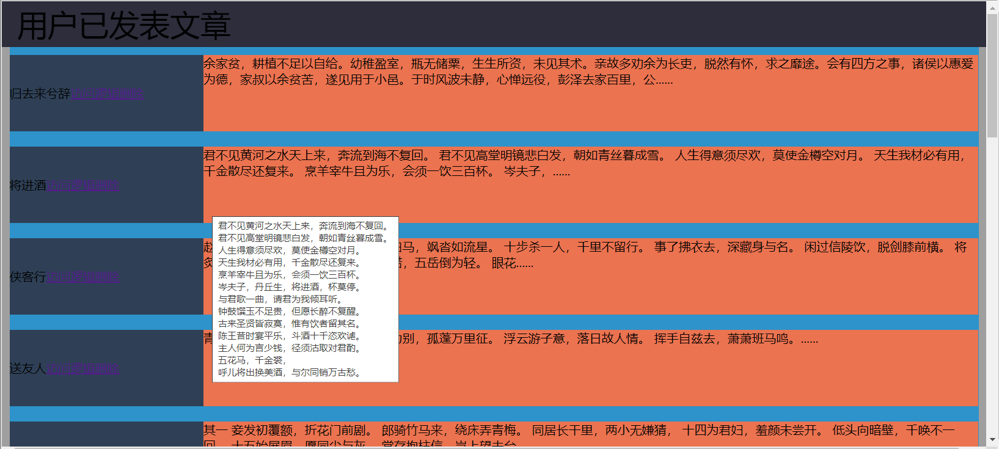 用户已发表文章
余家贫，耕植不足以自给。幼稚盈室，瓶无储粟，生生所资，未见其术。亲故多劝余为长吏，脱然有怀，求之靡途。会有四方之事，诸侯以惠爱
为德，家叔以余贫苦，遂见用于小邑。于时风波未静，心惮远役，彭泽去家百里，公......
归去来兮辞访问原出删除
君不见黄河之水天上来，奔流到海不复回。 君不见高堂明镜悲白发，朝如青丝暮成雪。 人生得意须尽欢，莫使金樽空对月。 天生我材必有用，
千金散尽还复来。 烹羊宰牛且为乐，会须一饮三百杯。 岑夫子，......
将进酒
君不见黄河之水天上来，奔流到海不复回。
君不见高堂明镜悲白发，朝如青丝暮成雪。
人生得意须尽欢，莫使金樽空对月。
天生我材必有用，千金散尽还复来。
烹羊宰牛且为乐，会须一饮三百杯。
岑夫子，丹丘生，将进酒，杯莫停。
与君歌一曲，请君为我倾耳听。
钟鼓馔玉不足贵，但愿长醉不复醒。
古来圣贤皆寂寞，惟有饮者留其名。
陈王昔时宴平乐，斗酒十千恣欢谑。
主人何为言少钱，径须沽取对君酌。
五花马，千金裘，
呼儿将出换美酒，与尔同销万古愁。
马，飒沓如流星。 十步杀一人，千里不留行。 事了拂衣去，深藏身与名。 闲过信陵饮，脱剑膝前横。 将
，五岳倒为轻。 眼花......
侠客行
别，孤蓬万里征。 浮云游子意，落日故人情。 挥手自兹去，萧萧班马鸣。......
送友人
其一 妾发初覆额，折花门前剧。 郎骑竹马来，绕床弄青梅。 同居长干里，两小无嫌猜， 十四为君妇，羞颜未尝开。 低头向暗壁，千唤不一
回。 十五始展眉，愿同尘与灰。 常存抱柱信，岂上望夫台。